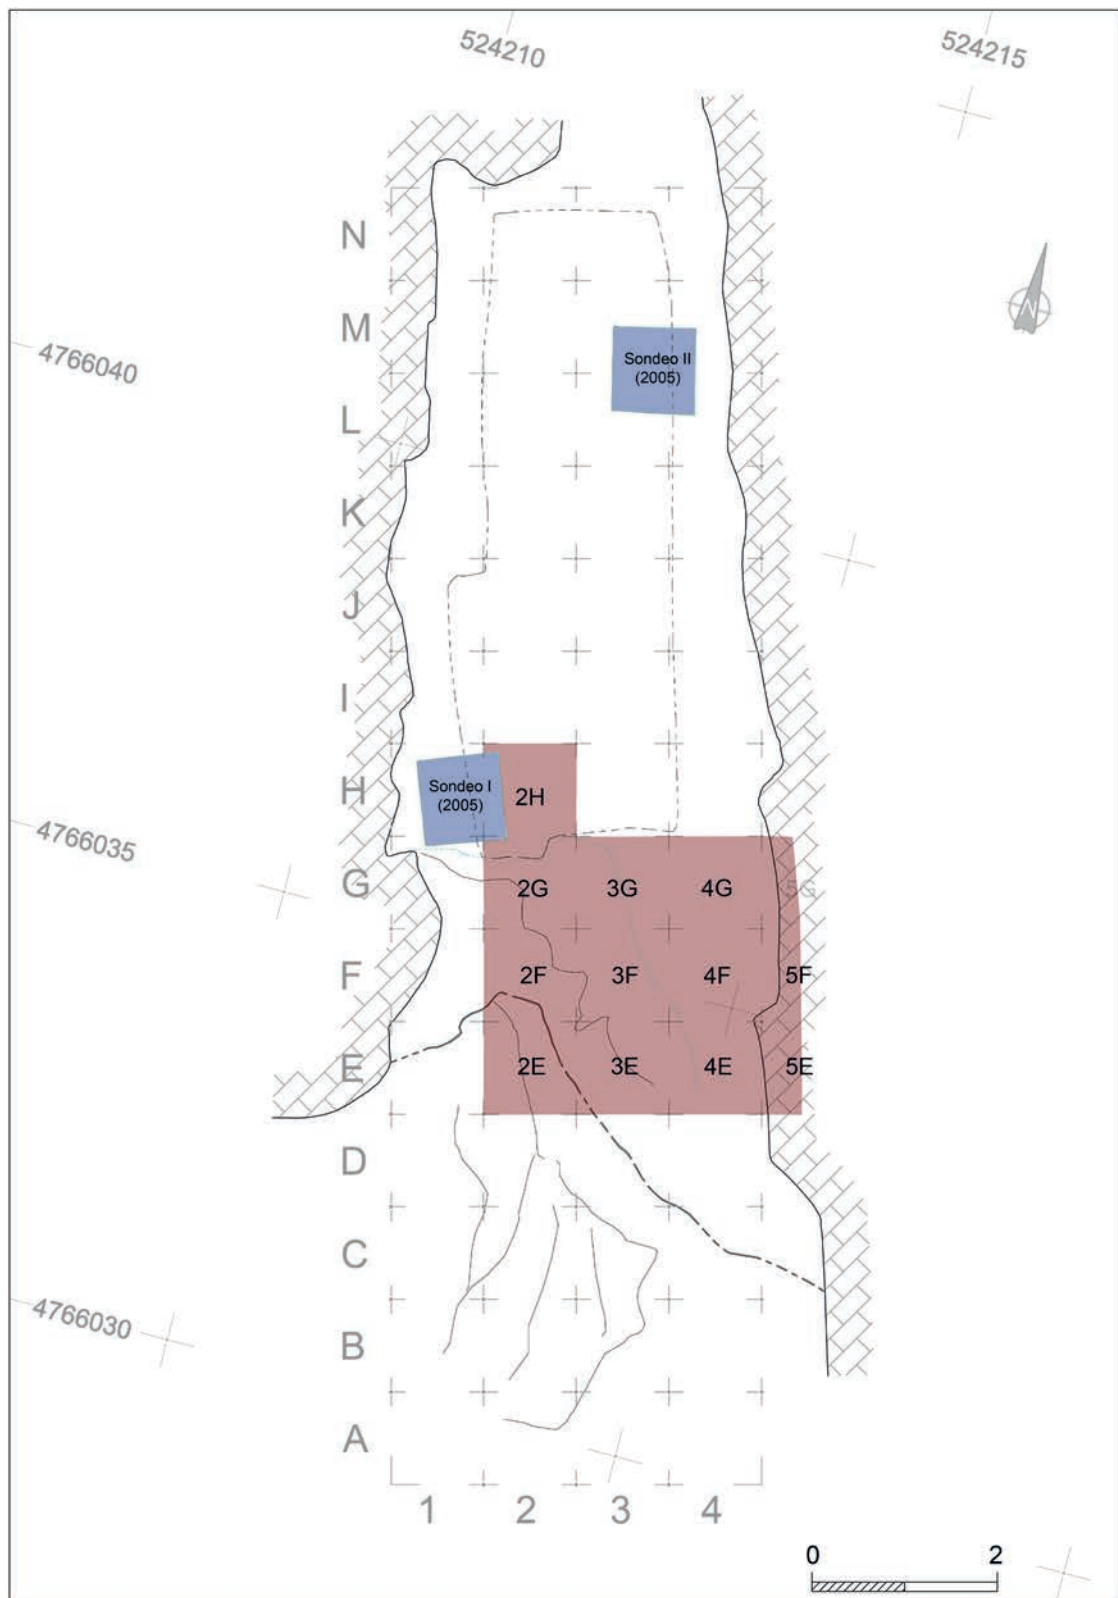 524210
524215
N
M
4766040
Sondeo II
(2005)
L
K
J
I
H
Sondeo I
(2005)
2H
4766035
G
2G
3G
4G
5G
F
2F
3F
4F
5F
E
2E
3E
4E
5E
D
C
4766030
B
A
1 2 3 4
0 2
N